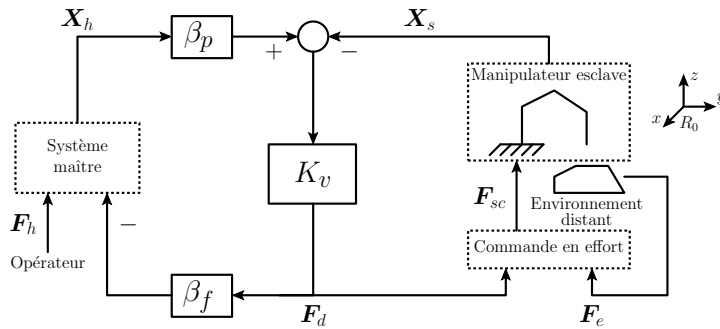 X_h
β_p
+
−
X_s
Manipulateur esclave
z
y
x
R_0
Système
maître
K_v
F_h
−
Opérateur
F_sc
Environnement
distant
Commande en effort
β_f
F_d
F_e